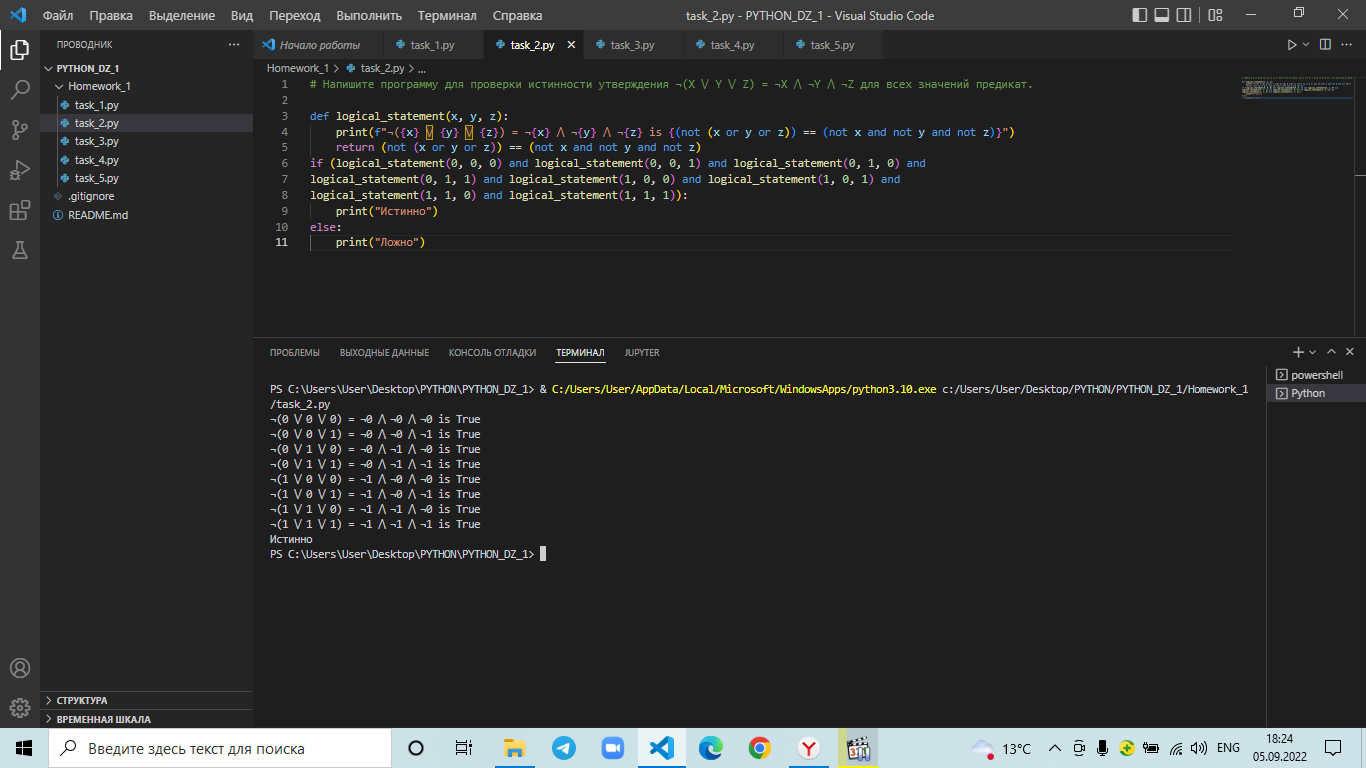 Файл Правка Выделение Вид Переход Выполнить Терминал Справка task_2.py - PYTHON_DZ_1 - Visual Studio Code
ПРОВОДНИК ...
PYTHON_DZ_1
Homework_1
task_1.py
task_2.py
task_3.py
task_4.py
task_5.py
.gitignore
README.md
СТРУКТУРА
ВРЕМЕННАЯ ШКАЛА
Начало работы task_1.py task_2.py task_3.py task_4.py task_5.py
Homework_1 > task_2.py > ...
1 # Напишите программу для проверки истинности утверждения ¬(X ⋁ Y ⋁ Z) = ¬X ⋀ ¬Y ⋀ ¬Z для всех значений предикат.
2
3 def logical_statement(x, y, z):
4 print(f"¬({x} ⋁ {y} ⋁ {z}) = ¬{x} ⋀ ¬{y} ⋀ ¬{z} is {(not (x or y or z)) == (not x and not y and not z)}")
5 return (not (x or y or z)) == (not x and not y and not z)
6 if (logical_statement(0, 0, 0) and logical_statement(0, 0, 1) and logical_statement(0, 1, 0) and
7 logical_statement(0, 1, 1) and logical_statement(1, 0, 0) and logical_statement(1, 0, 1) and
8 logical_statement(1, 1, 0) and logical_statement(1, 1, 1)):
9 print("Истинно")
10 else:
11 print("Ложно")
ПРОБЛЕМЫ ВЫХОДНЫЕ ДАННЫЕ КОНСОЛЬ ОТЛАДКИ ТЕРМИНАЛ JUPYTER
powershell
Python
PS C:\Users\User\Desktop\PYTHON\PYTHON_DZ_1> & C:/Users/User/AppData/Local/Microsoft/WindowsApps/python3.10.exe c:/Users/User/Desktop/PYTHON/PYTHON_DZ_1/Homework_1
/task_2.py
¬(0 ⋁ 0 ⋁ 0) = ¬0 ⋀ ¬0 ⋀ ¬0 is True
¬(0 ⋁ 0 ⋁ 1) = ¬0 ⋀ ¬0 ⋀ ¬1 is True
¬(0 ⋁ 1 ⋁ 0) = ¬0 ⋀ ¬1 ⋀ ¬0 is True
¬(0 ⋁ 1 ⋁ 1) = ¬0 ⋀ ¬1 ⋀ ¬1 is True
¬(1 ⋁ 0 ⋁ 0) = ¬1 ⋀ ¬0 ⋀ ¬0 is True
¬(1 ⋁ 0 ⋁ 1) = ¬1 ⋀ ¬0 ⋀ ¬1 is True
¬(1 ⋁ 1 ⋁ 0) = ¬1 ⋀ ¬1 ⋀ ¬0 is True
¬(1 ⋁ 1 ⋁ 1) = ¬1 ⋀ ¬1 ⋀ ¬1 is True
Истинно
PS C:\Users\User\Desktop\PYTHON\PYTHON_DZ_1>
Введите здесь текст для поиска 13°C ENG 18:24
05.09.2022